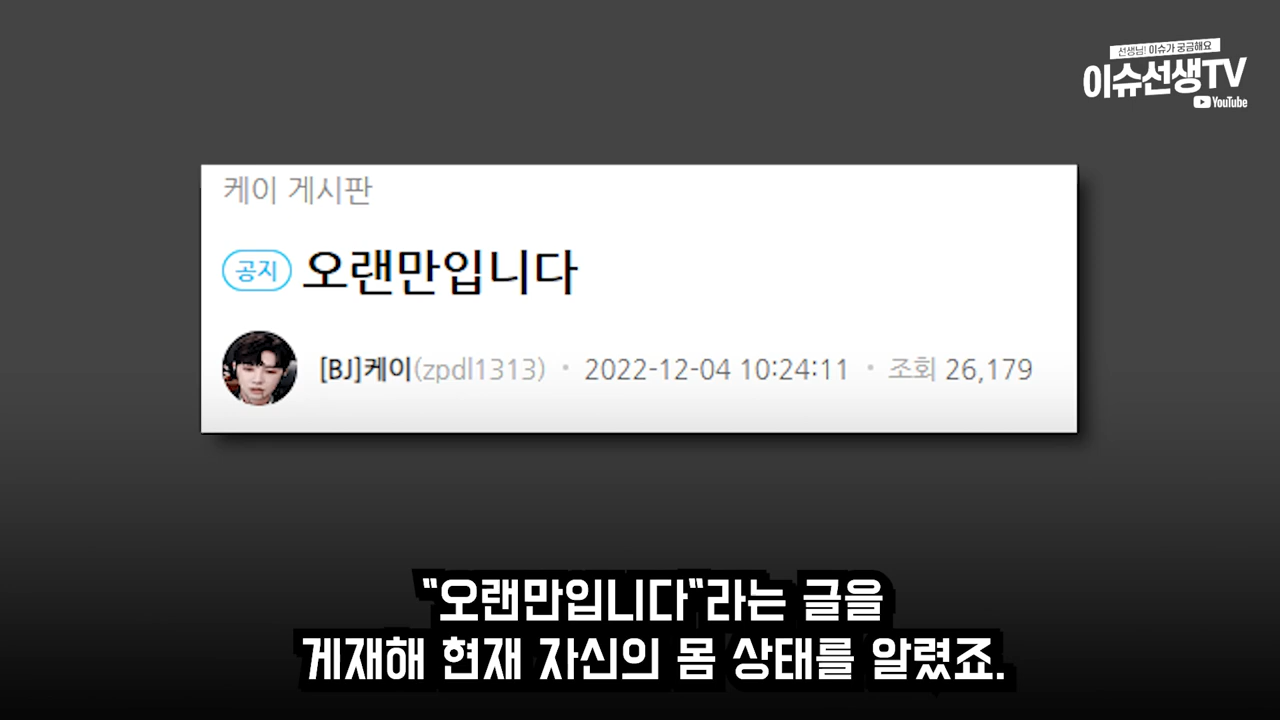 선생님! 이슈가 궁금해요
이슈선생TV
YouTube
케이 게시판
공지 오랜만입니다
[BJ]케이(zpdl1313) • 2022-12-04 10:24:11 • 조회 26,179
"오랜만입니다"라는 글을
게재해 현재 자신의 몸 상태를 알렸죠.